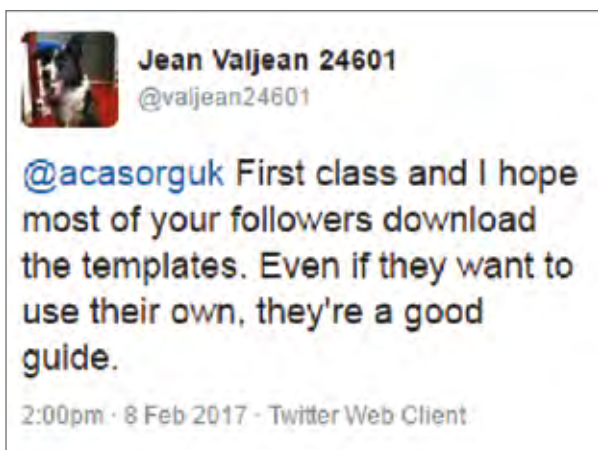 Jean Valjean 24601
@valjean24601
@acasorguk First class and I hope
most of your followers download
the templates. Even if they want to
use their own, they're a good
guide.
2:00pm · 8 Feb 2017 · Twitter Web Client